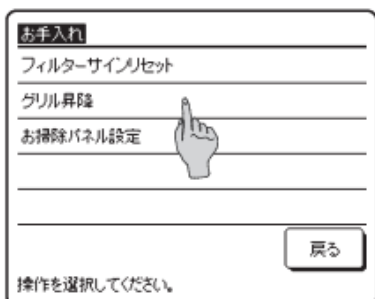 お手入れ
フィルターサインリセット
グリル昇降
お掃除パネル設定
戻る
操作を選択してください。